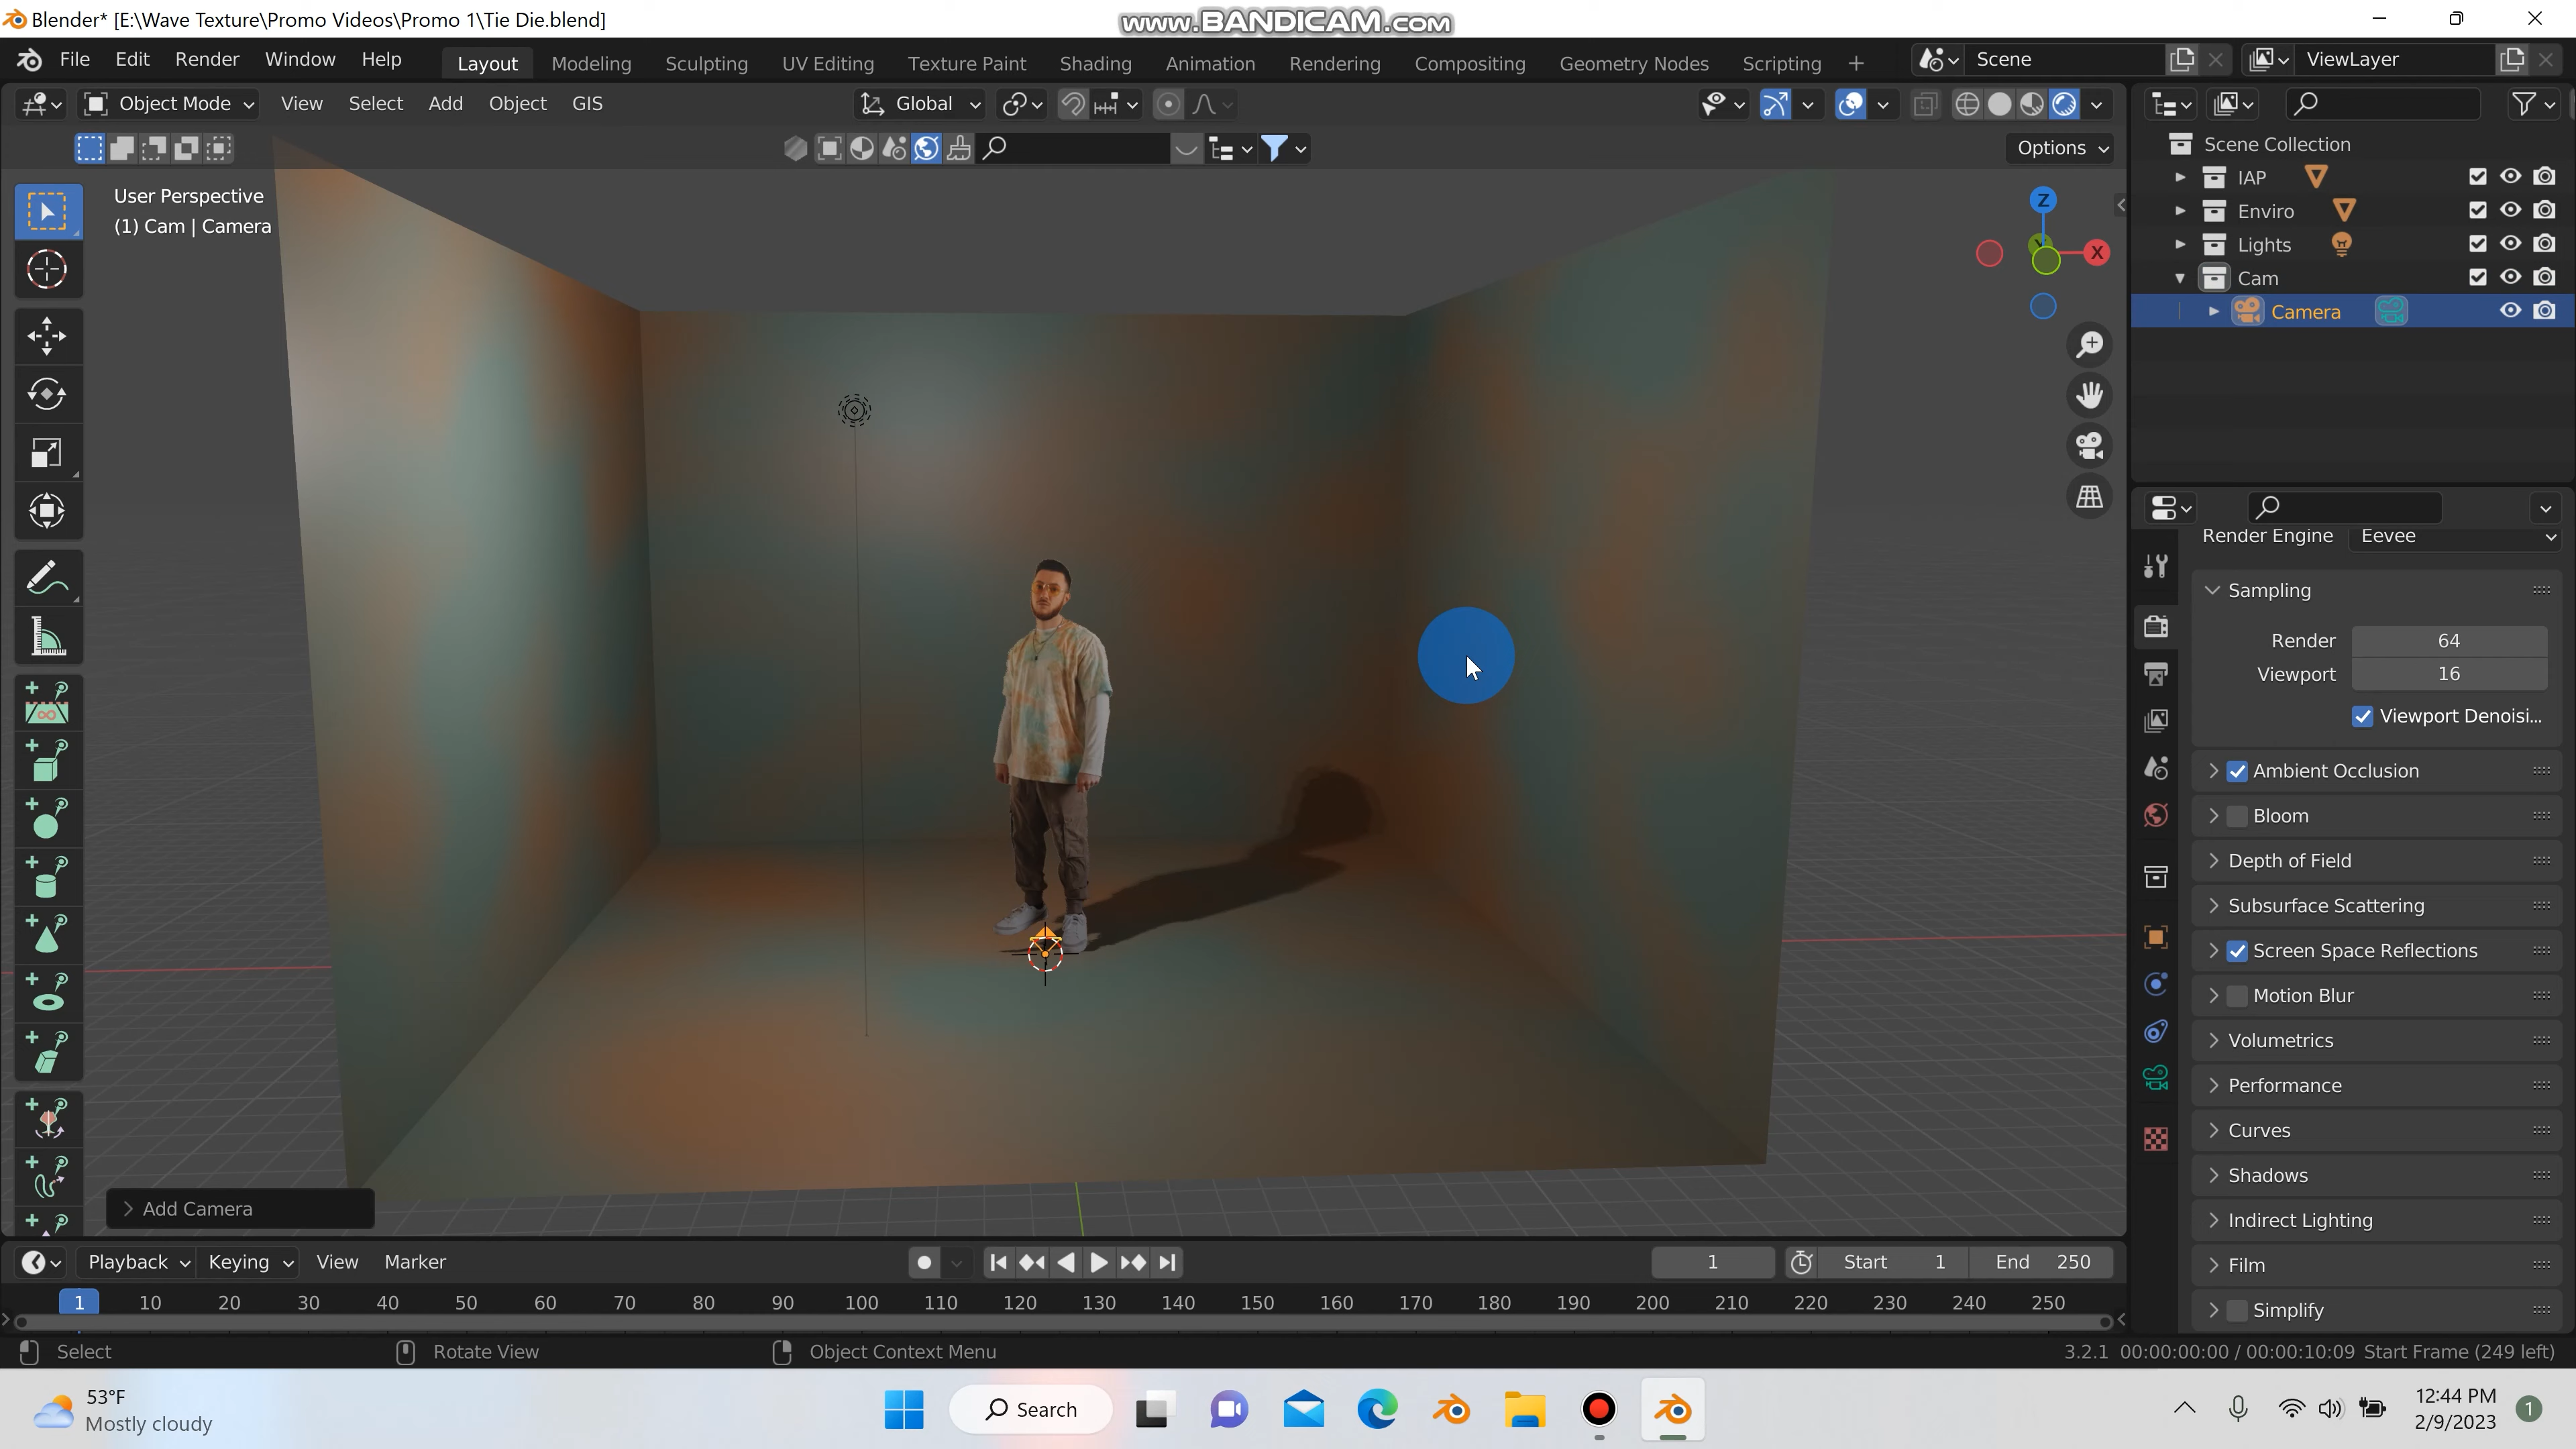 Blender* [E:\Wave Texture\Promo Videos\Promo 1\Tie Die.blend]
www.BANDICAM.com
File Edit Render Window Help
Layout Modeling Sculpting UV Editing Texture Paint Shading Animation Rendering Compositing Geometry Nodes Scripting +
Scene
ViewLayer
Object Mode View Select Add Object GIS
Global
Options
User Perspective
(1) Cam | Camera
Z
Y
X
Scene Collection
IAP
Enviro
Lights
Cam
Camera
Render Engine Eevee
Sampling
Render 64
Viewport 16
Viewport Denoisi...
Ambient Occlusion
Bloom
Depth of Field
Subsurface Scattering
Screen Space Reflections
Motion Blur
Volumetrics
Performance
Curves
Shadows
Indirect Lighting
Film
Simplify
Add Camera
Playback Keying View Marker
1 Start 1 End 250
1 10 20 30 40 50 60 70 80 90 100 110 120 130 140 150 160 170 180 190 200 210 220 230 240 250
Select Rotate View Object Context Menu
3.2.1 00:00:00:00 / 00:00:10:09 Start Frame (249 left)
53°F
Mostly cloudy
Search
12:44 PM
2/9/2023
1